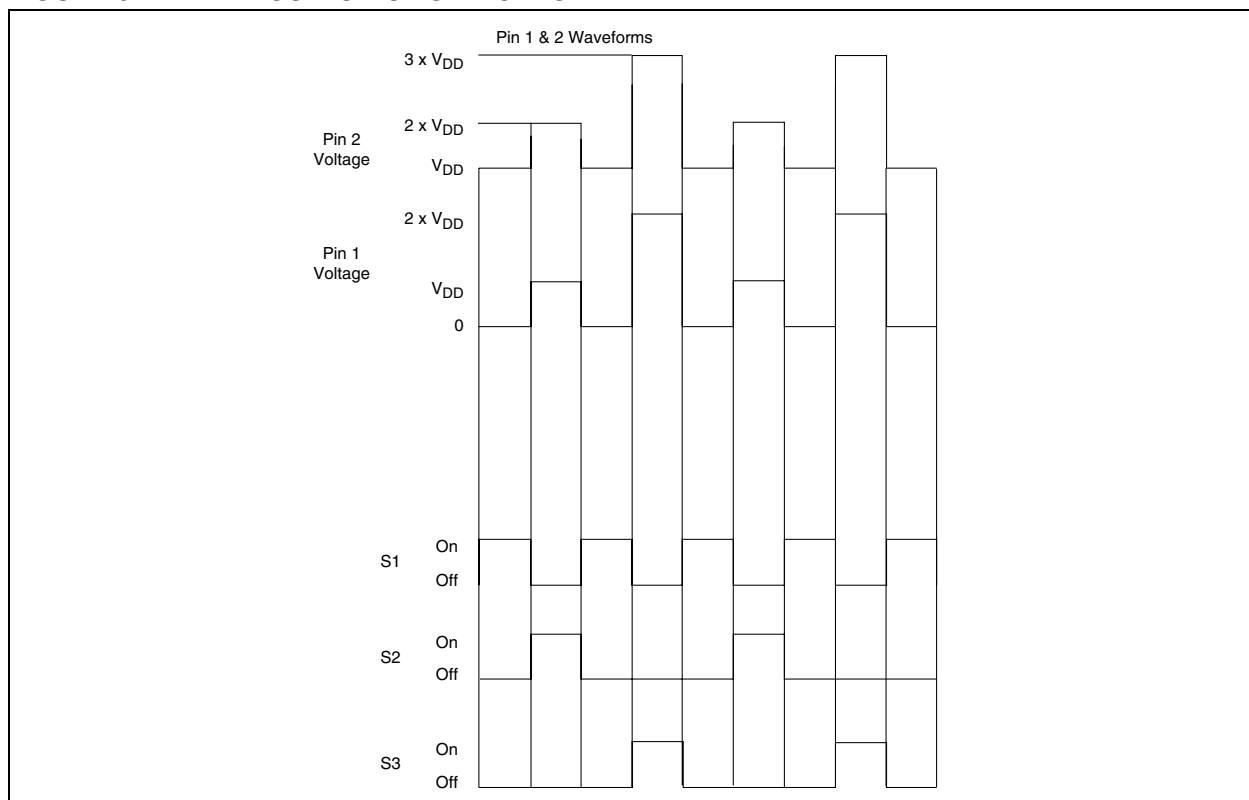 Pin 1 & 2 Waveforms
3 x VDD
2 x VDD
Pin 2
Voltage
VDD
2 x VDD
Pin 1
Voltage
VDD
0
On
S1
Off
On
S2
Off
On
S3
Off